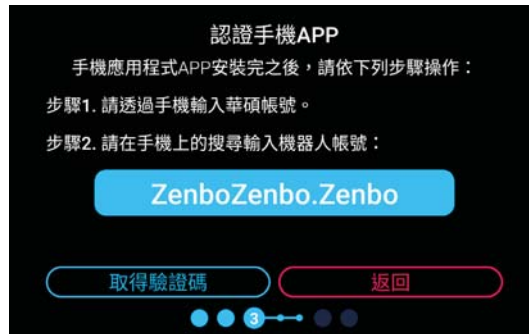 認證手機APP
手機應用程式APP安裝完之後，請依下列步驟操作：
步驟1. 請透過手機輸入華碩帳號。
步驟2. 請在手機上的搜尋輸入機器人帳號：
ZenboZenbo.Zenbo
取得驗證碼 返回
3